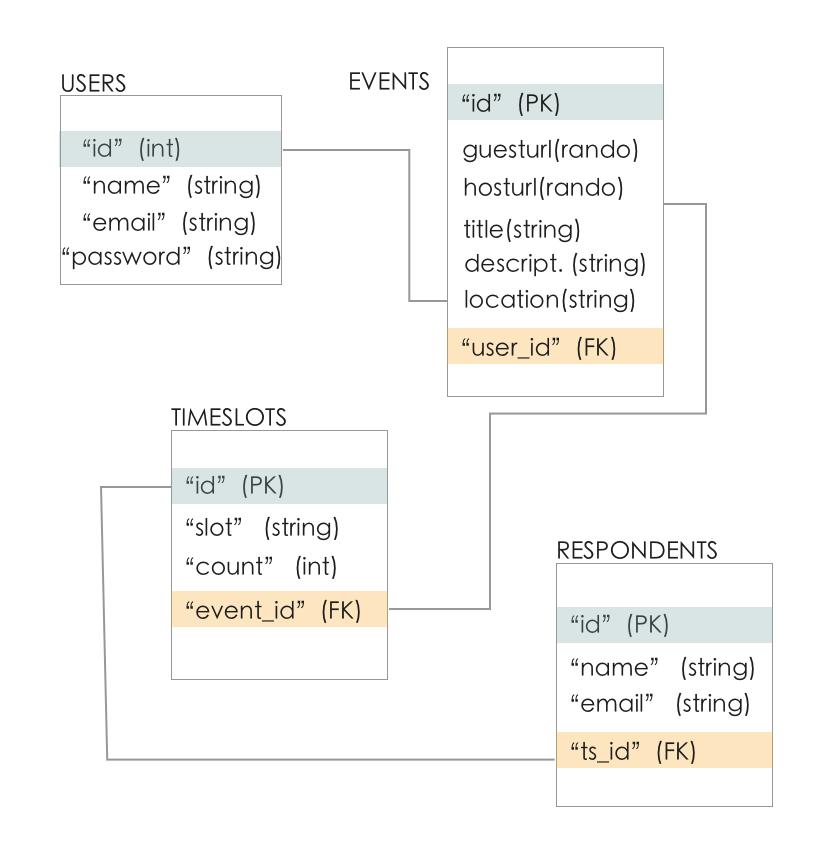 USERS
“id” (int)
“name” (string)
“email” (string)
“password” (string)
EVENTS
“id” (PK)
guesturl(rando)
hosturl(rando)
title(string)
descript. (string)
location(string)
“user_id” (FK)
TIMESLOTS
“id” (PK)
“slot” (string)
“count” (int)
“event_id” (FK)
RESPONDENTS
“id” (PK)
“name” (string)
“email” (string)
“ts_id” (FK)